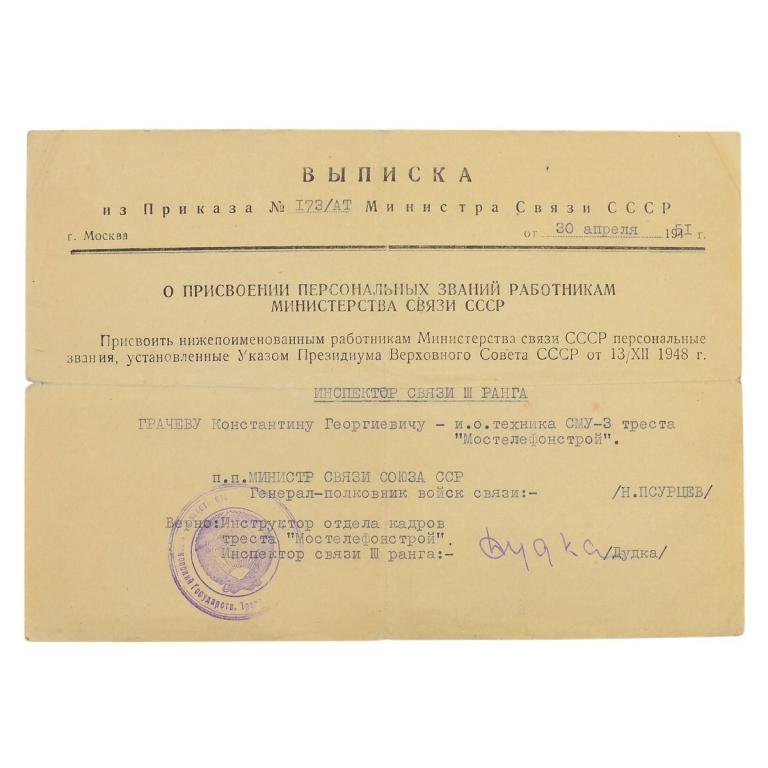 ВЫПИСКА
из Приказа № I73/АТ Министра Связи СССР
г. Москва от 30 апреля 1951 г.
О ПРИСВОЕНИИ ПЕРСОНАЛЬНЫХ ЗВАНИЙ РАБОТНИКАМ
МИНИСТЕРСТВА СВЯЗИ СССР
Присвоить нижепоименованным работникам Министерства связи СССР персональные
звания, установленные Указом Президиума Верховного Совета СССР от 13/XII 1948 г.
ИНСПЕКТОР СВЯЗИ Ш РАНГА
ГРАЧЕВУ Константину Георгиевичу - и.о.техника СМУ-3 треста
"Мостелефонстрой".
п.п.МИНИСТР СВЯЗИ СОЮЗА ССР
Генерал-полковник войск связи:- /Н.ПСУРЦЕВ/
Верно:Инструктор отдела кадров
треста "Мостелефонстрой".
Инспектор связи Ш ранга:- Дудка /Дудка/
Государств.